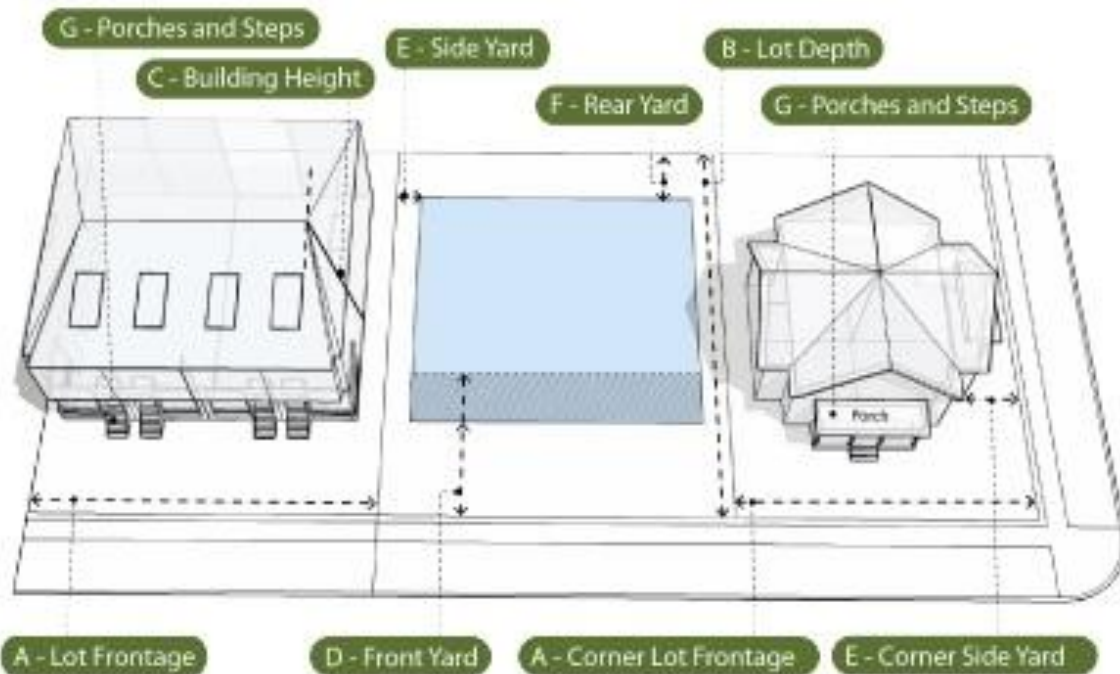 G - Porches and Steps
E - Side Yard
B - Lot Depth
C - Building Height
F - Rear Yard
G - Porches and Steps
Porch
A - Lot Frontage
D - Front Yard
A - Corner Lot Frontage
E - Corner Side Yard